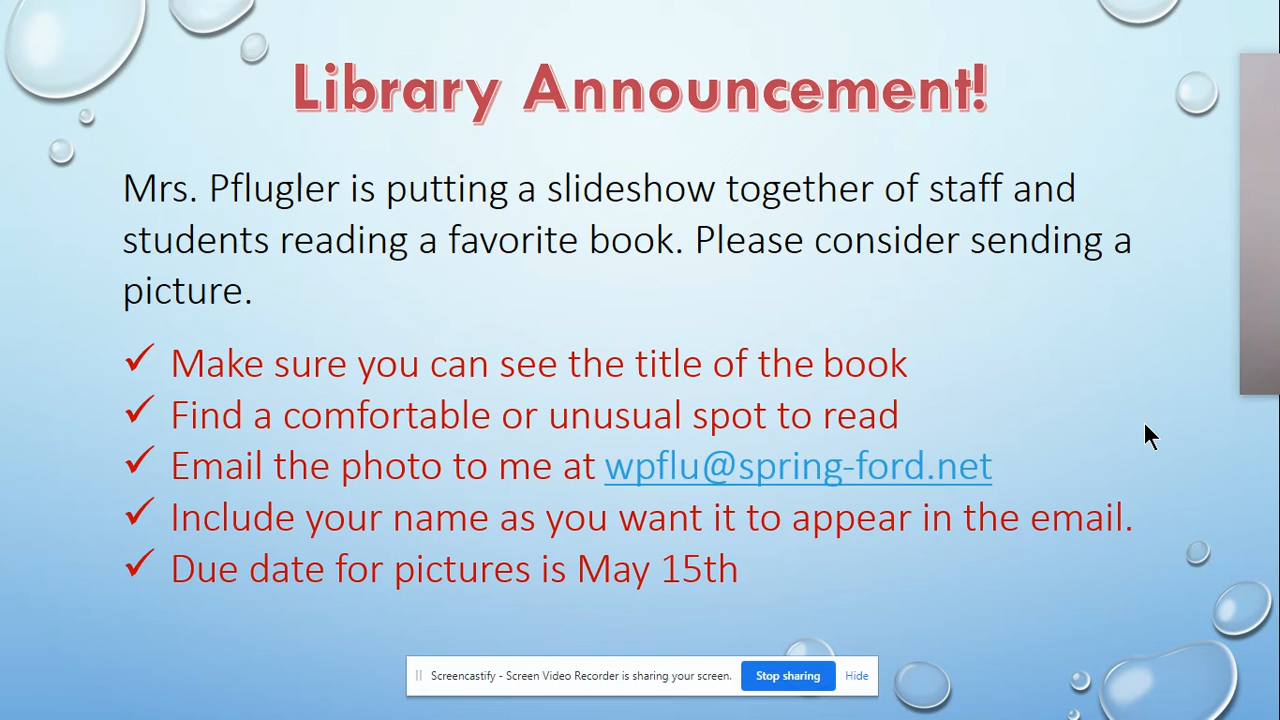 Library Announcement!
Mrs. Pflugler is putting a slideshow together of staff and
students reading a favorite book. Please consider sending a
picture.
✓ Make sure you can see the title of the book
✓ Find a comfortable or unusual spot to read
✓ Email the photo to me at wpflu@spring-ford.net
✓ Include your name as you want it to appear in the email.
✓ Due date for pictures is May 15th
Screencastify - Screen Video Recorder is sharing your screen. Stop sharing Hide